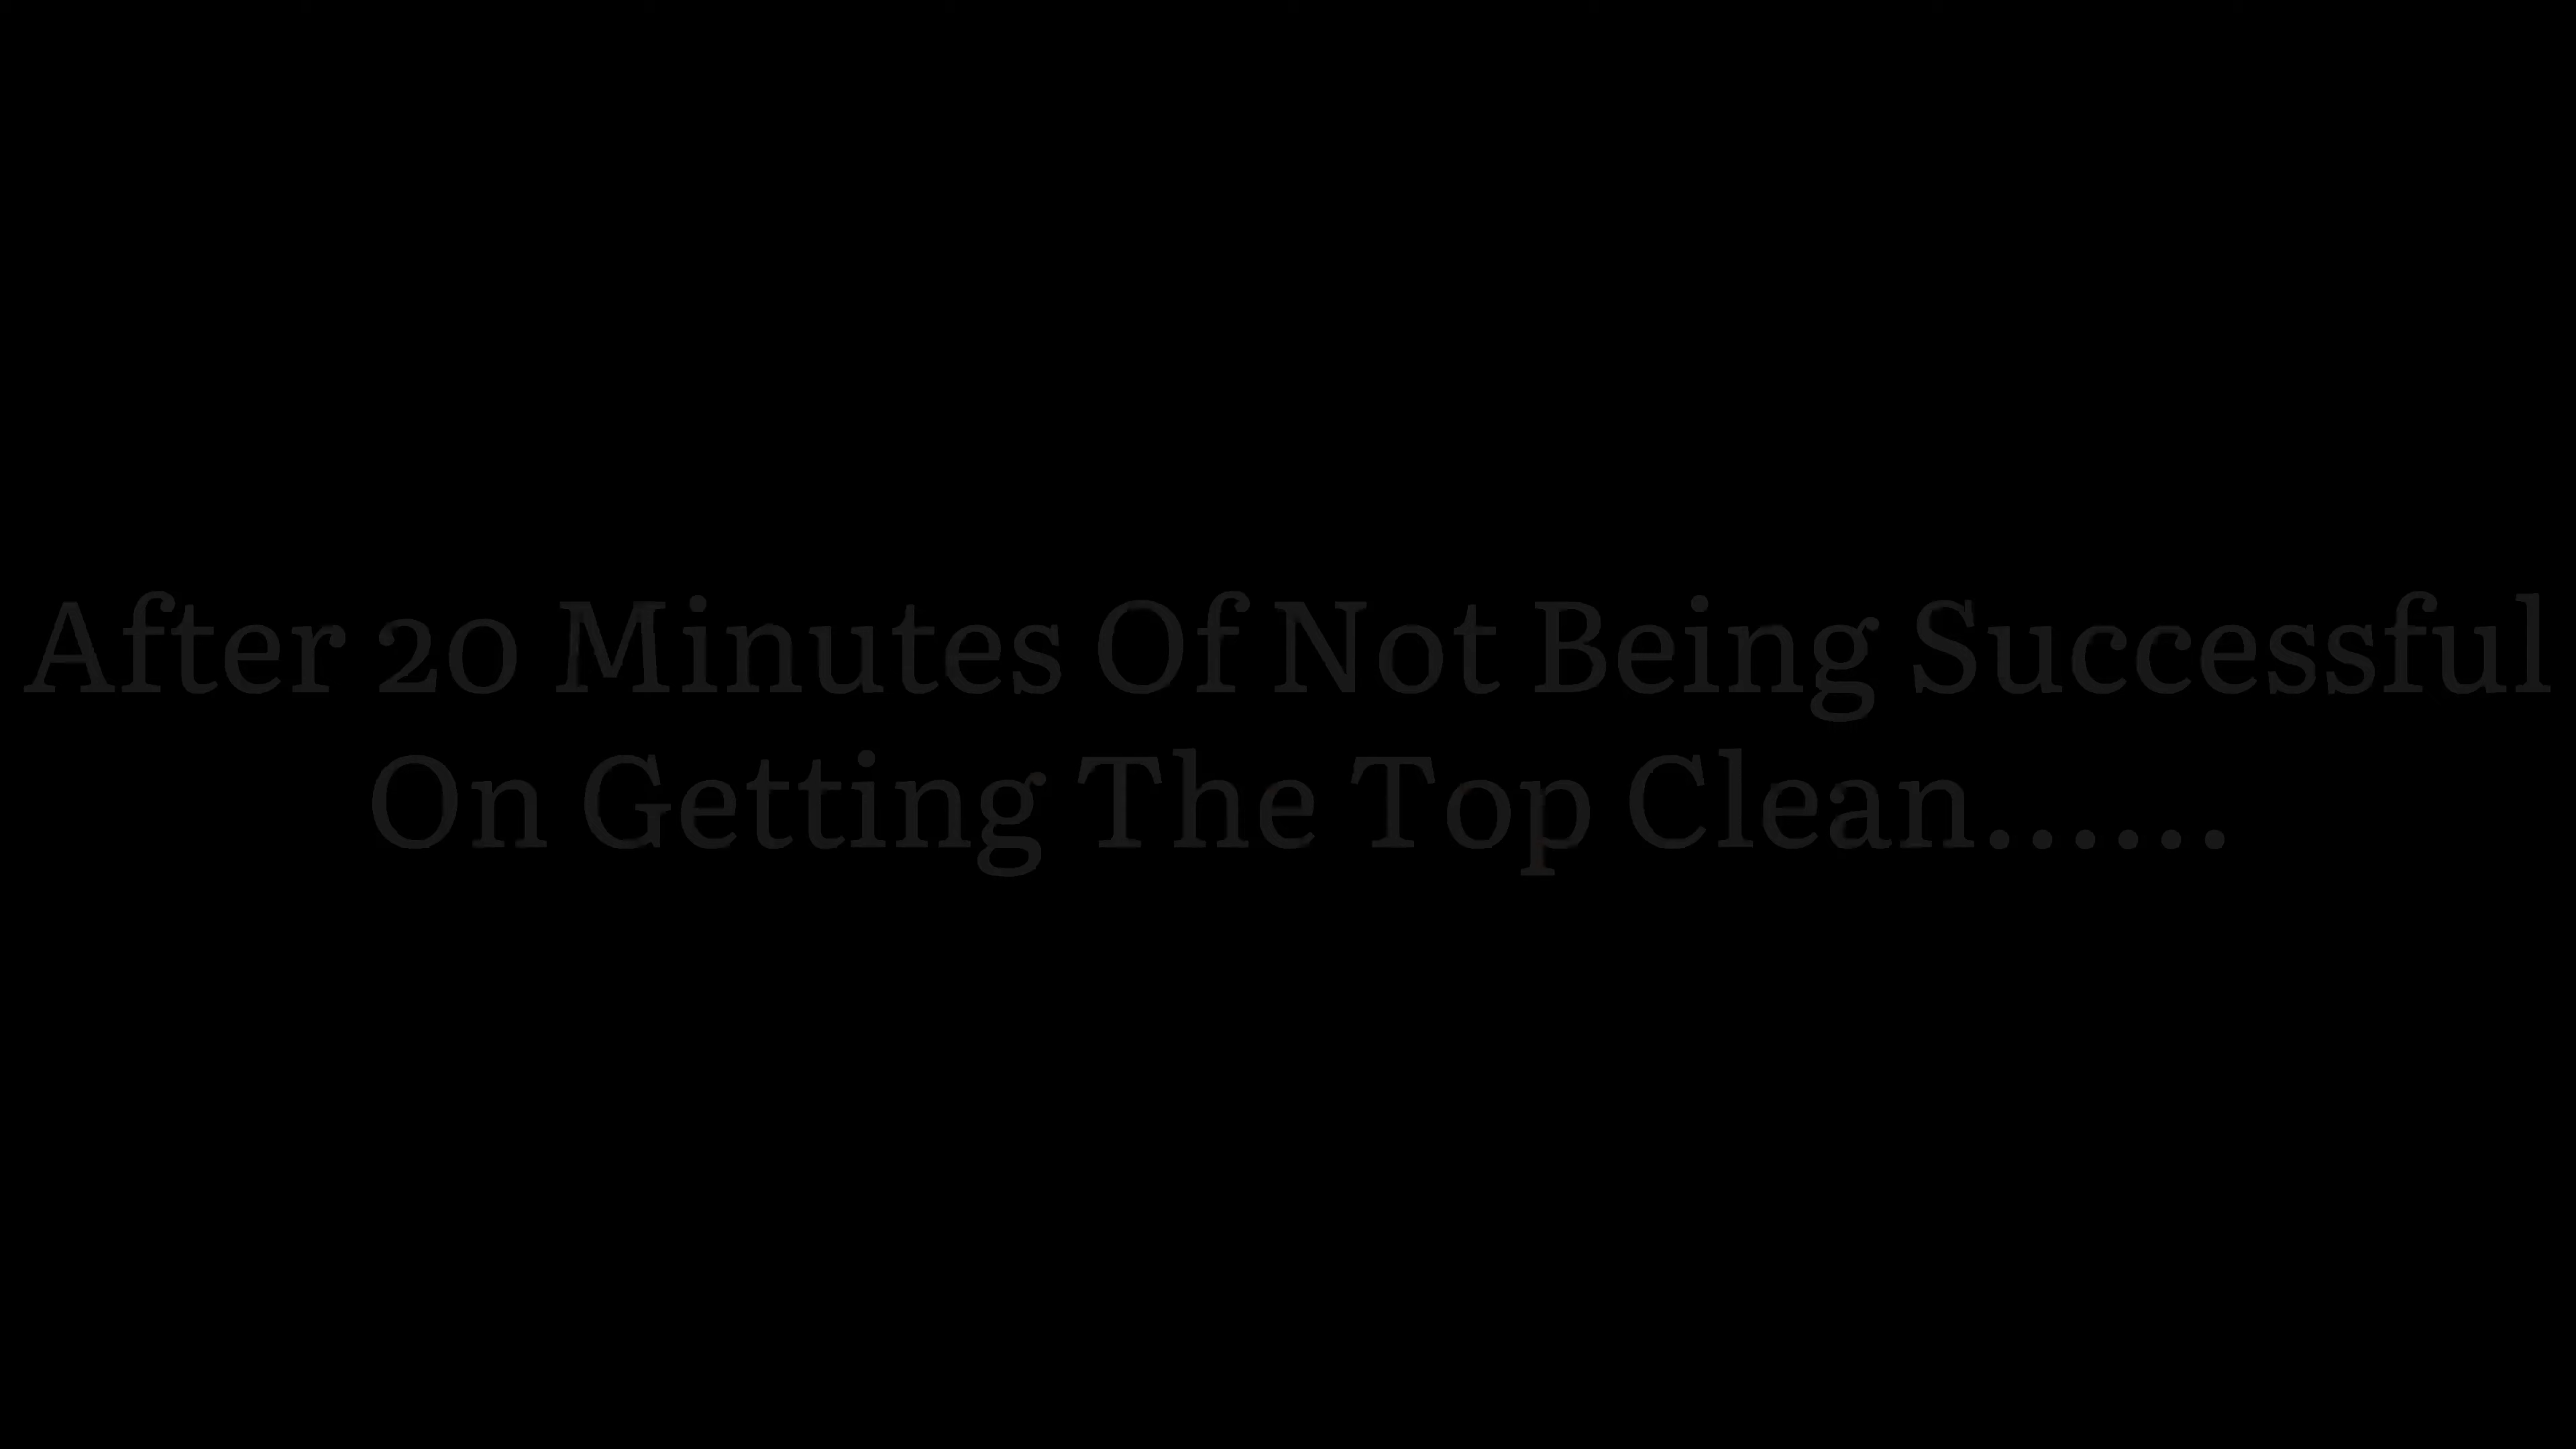 After 20 Minutes Of Not Being Successful
On Getting The Top Clean......